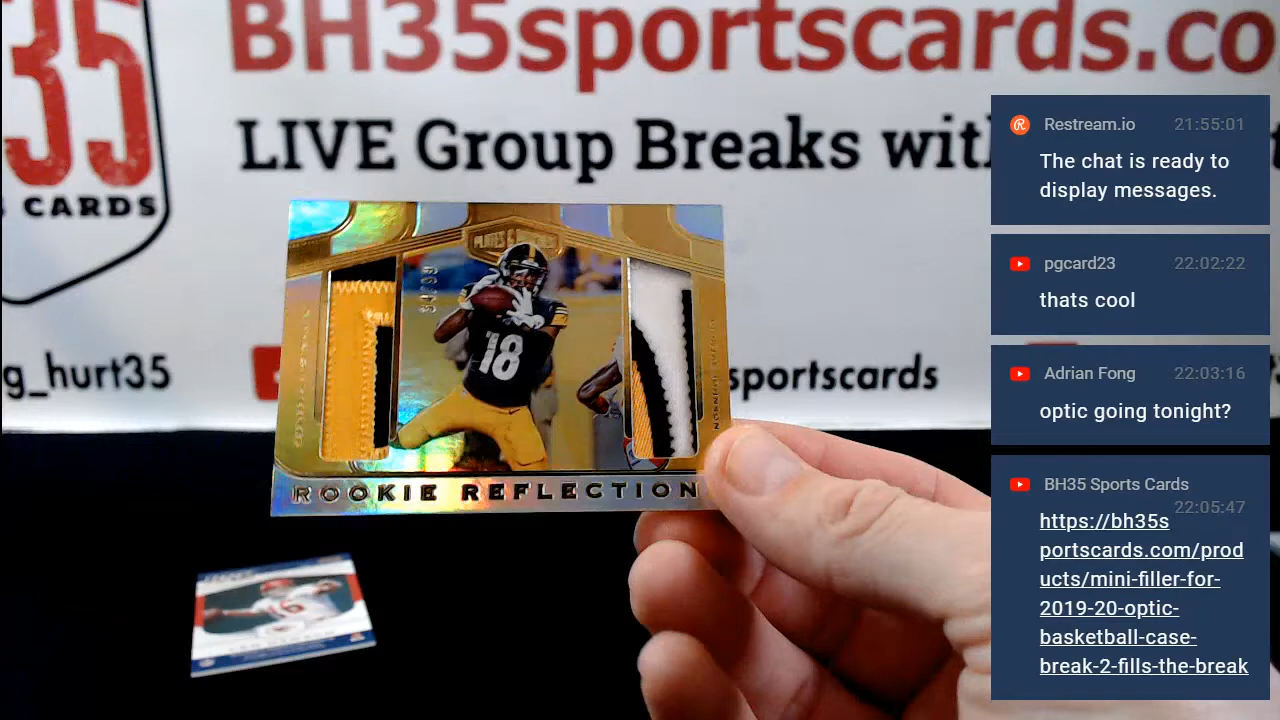 35
CARDS
BH35sportscards.co
LIVE Group Breaks wit
g_hurt35
sportscards
PLATES & PATCHES
18
ROOKIE REFLECTION
16
Restream.io 21:55:01
The chat is ready to
display messages.
pgcard23 22:02:22
thats cool
Adrian Fong 22:03:16
optic going tonight?
BH35 Sports Cards
22:05:47
https://bh35s
portscards.com/prod
ucts/mini-filler-for-
2019-20-optic-
basketball-case-
break-2-fills-the-break